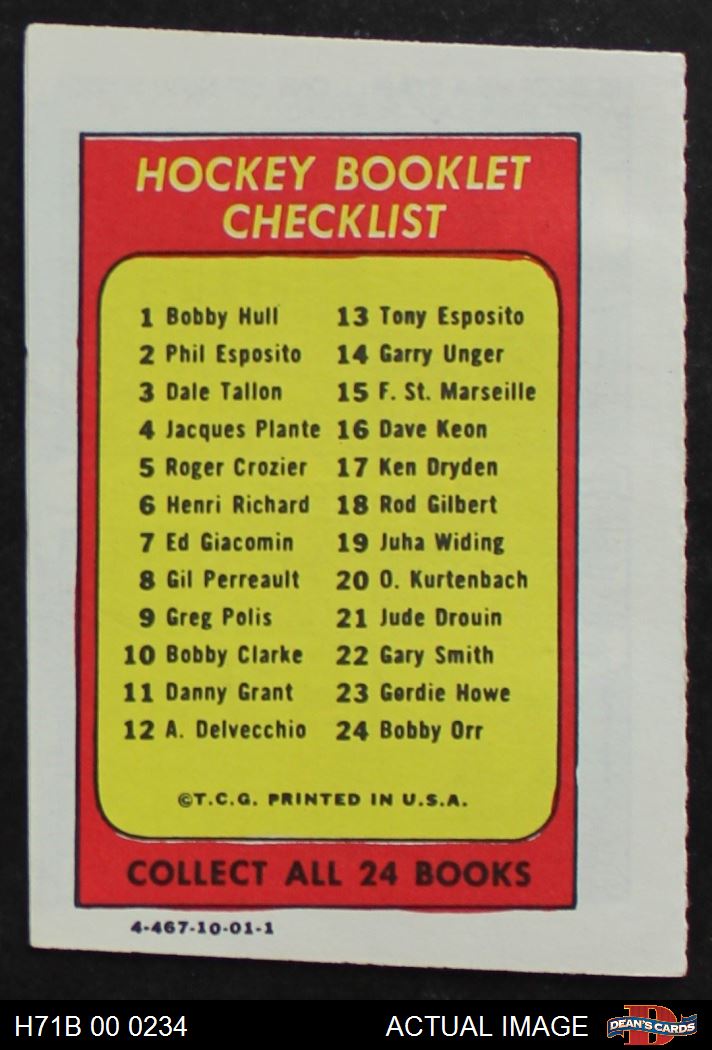 HOCKEY BOOKLET
CHECKLIST
1 Bobby Hull
2 Phil Esposito
3 Dale Tallon
4 Jacques Plante
5 Roger Crozier
6 Henri Richard
7 Ed Giacomin
8 Gil Perreault
9 Greg Polis
10 Bobby Clarke
11 Danny Grant
12 A. Delvecchio
13 Tony Esposito
14 Garry Unger
15 F. St. Marseille
16 Dave Keon
17 Ken Dryden
18 Rod Gilbert
19 Juha Widing
20 O. Kurtenbach
21 Jude Drouin
22 Gary Smith
23 Gordie Howe
24 Bobby Orr
©T.C.G. PRINTED IN U.S.A.
COLLECT ALL 24 BOOKS
4-467-10-01-1
H71B 00 0234
ACTUAL IMAGE
D
DEAN'S CARDS